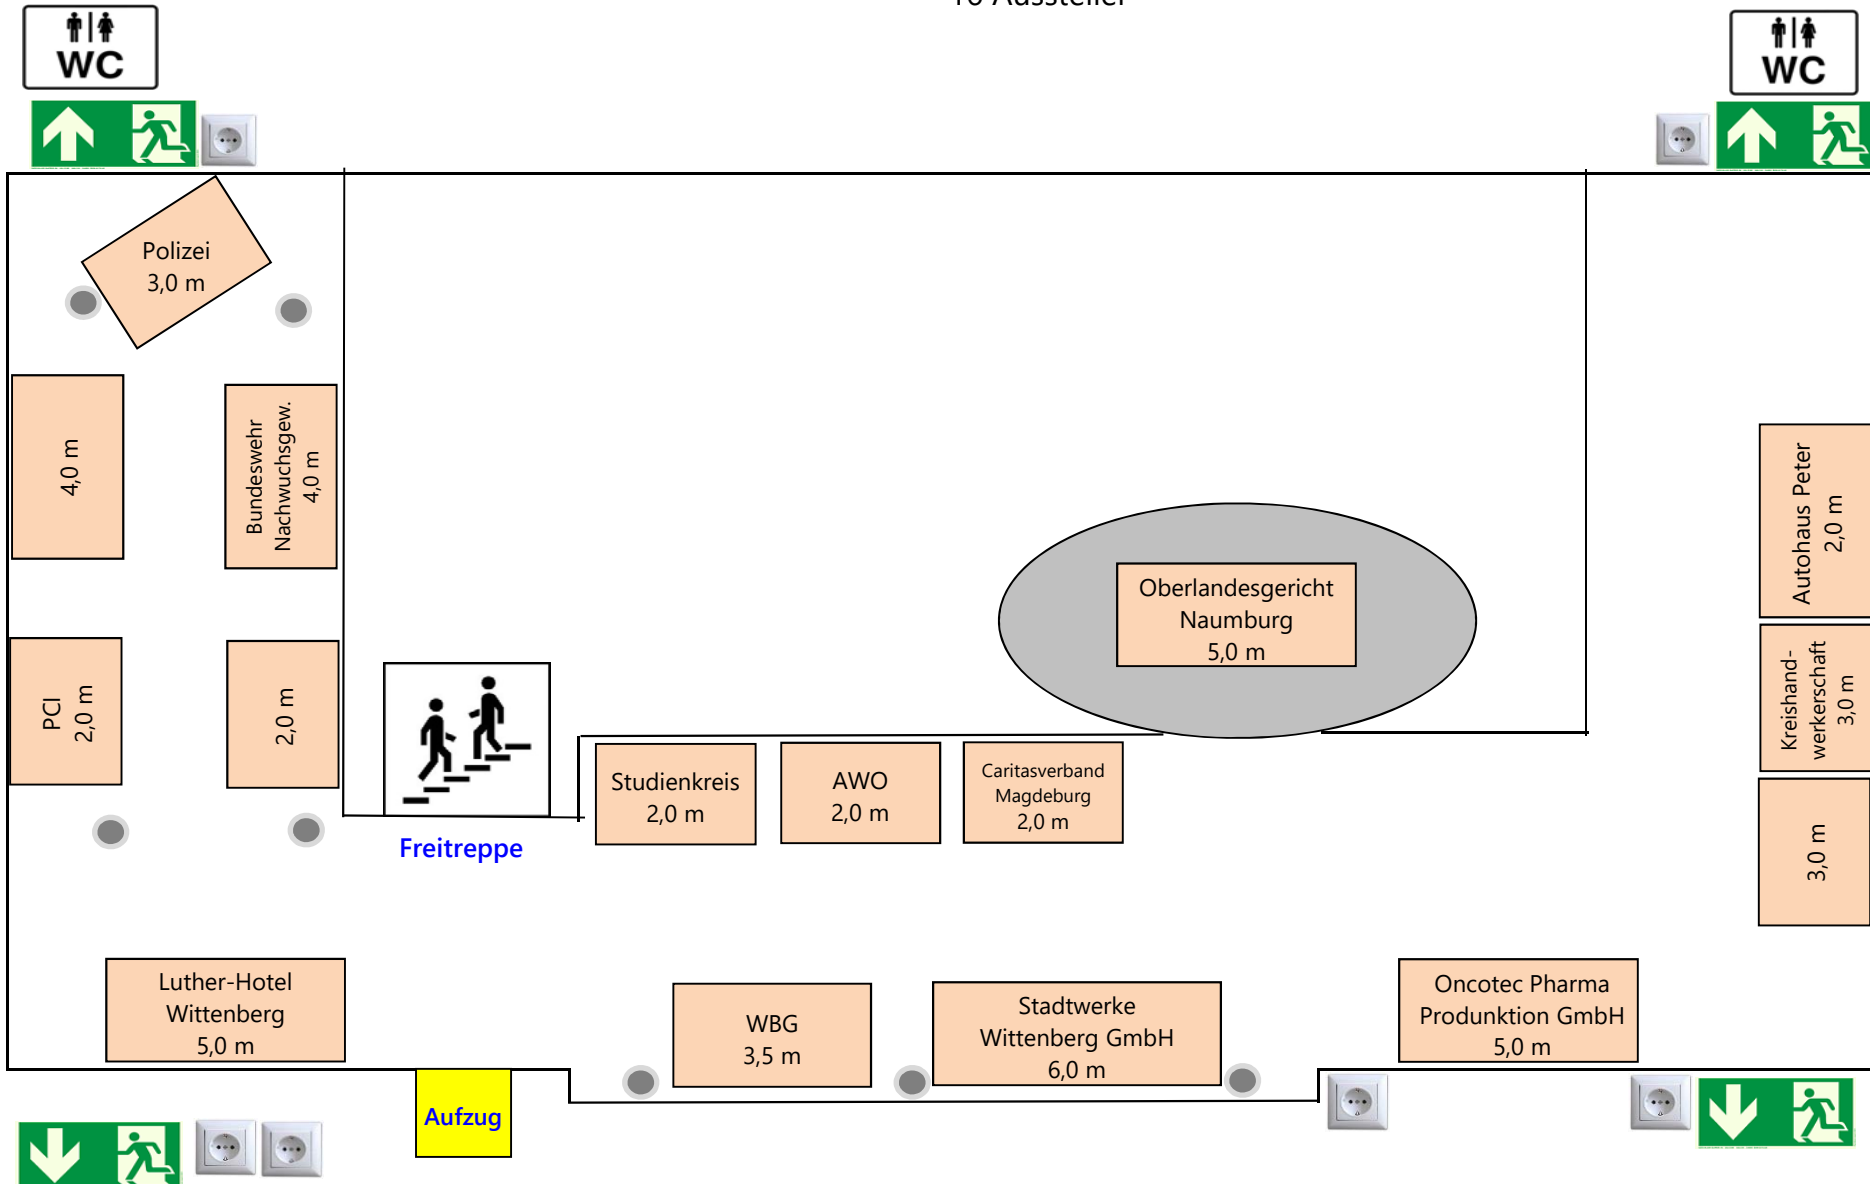 16 Aussteller
WC
WC
Polizei
3,0 m
4,0 m
Bundeswehr
Nachwuchsgew.
4,0 m
Autohaus Peter
2,0 m
Oberlandesgericht
Naumburg
5,0 m
PCI
2,0 m
2,0 m
Kreishand-
werkerschaft
3,0 m
Studienkreis
2,0 m
AWO
2,0 m
Caritasverband
Magdeburg
2,0 m
3,0 m
Freitreppe
Luther-Hotel
Wittenberg
5,0 m
WBG
3,5 m
Stadtwerke
Wittenberg GmbH
6,0 m
Oncotec Pharma
Produnktion GmbH
5,0 m
Aufzug